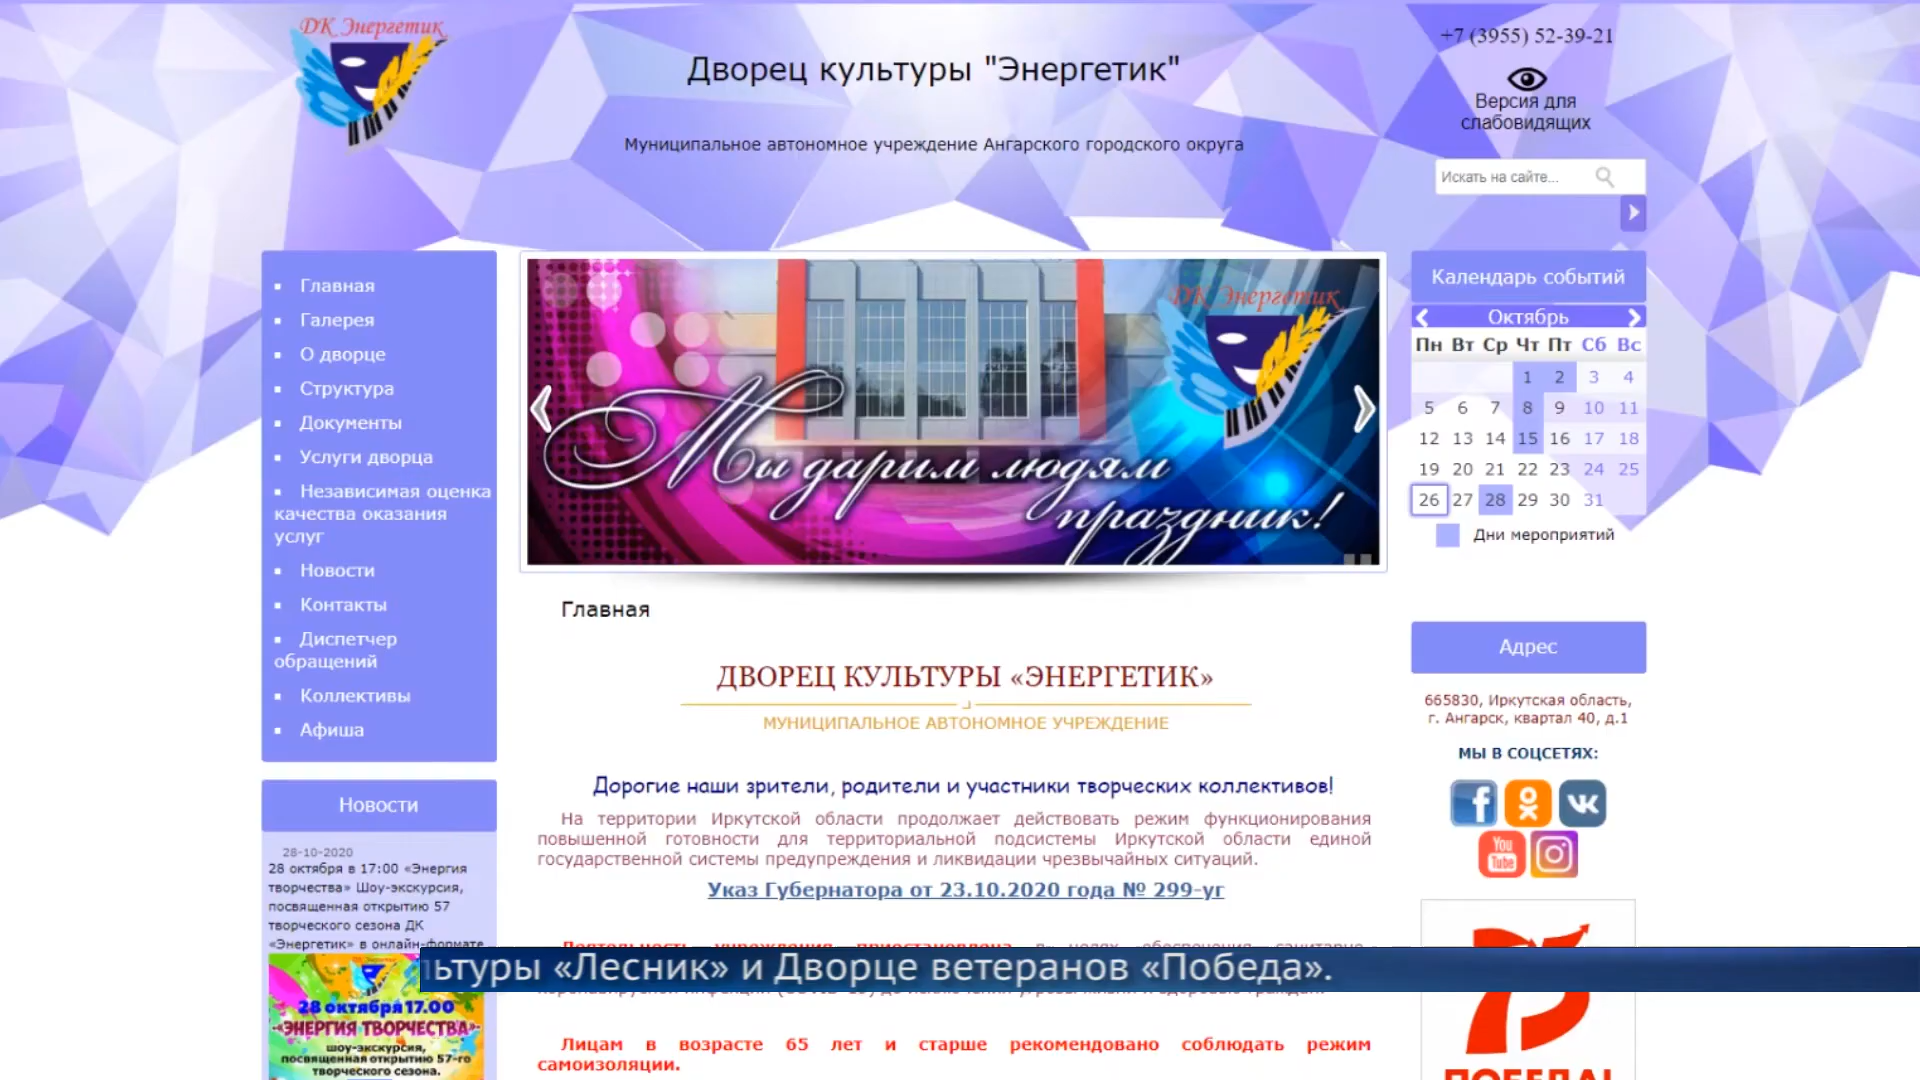 ДК Энергетик
Дворец культуры "Энергетик"
Муниципальное автономное учреждение Ангарского городского округа
+7 (3955) 52-39-21
Версия для
слабовидящих
Искать на сайте...
Главная
Галерея
О дворце
Структура
Документы
Услуги дворца
Независимая оценка
качества оказания
услуг
Новости
Контакты
Диспетчер
обращений
Коллективы
Афиша
Новости
28-10-2020
28 октября в 17:00 «Энергия
творчества» Шоу-экскурсия,
посвященная открытию 57
творческого сезона ДК
«Энергетик» в онлайн-формате
28 октября 17.00
«ЭНЕРГИЯ ТВОРЧЕСТВА»-
шоу-экскурсия,
посвященная открытию 57-го
творческого сезона.
ДК Энергетик
Мы дарим людям
праздник!
Главная
ДВОРЕЦ КУЛЬТУРЫ «ЭНЕРГЕТИК»
МУНИЦИПАЛЬНОЕ АВТОНОМНОЕ УЧРЕЖДЕНИЕ
Дорогие наши зрители, родители и участники творческих коллективов!
На территории Иркутской области продолжает действовать режим функционирования
повышенной готовности для территориальной подсистемы Иркутской области единой
государственной системы предупреждения и ликвидации чрезвычайных ситуаций.
Указ Губернатора от 23.10.2020 года № 299-уг
Деятельность учреждения приостановлена
льтуры «Лесник» и Дворце ветеранов «Победа».
Лицам в возрасте 65 лет и старше рекомендовано соблюдать режим
самоизоляции.
Календарь событий
Октябрь
Пн Вт Ср Чт Пт Сб Вс
1 2 3 4
5 6 7 8 9 10 11
12 13 14 15 16 17 18
19 20 21 22 23 24 25
26 27 28 29 30 31
Дни мероприятий
Адрес
665830, Иркутская область,
г. Ангарск, квартал 40, д.1
МЫ В СОЦСЕТЯХ:
You
Tube
ПОБЕДА!